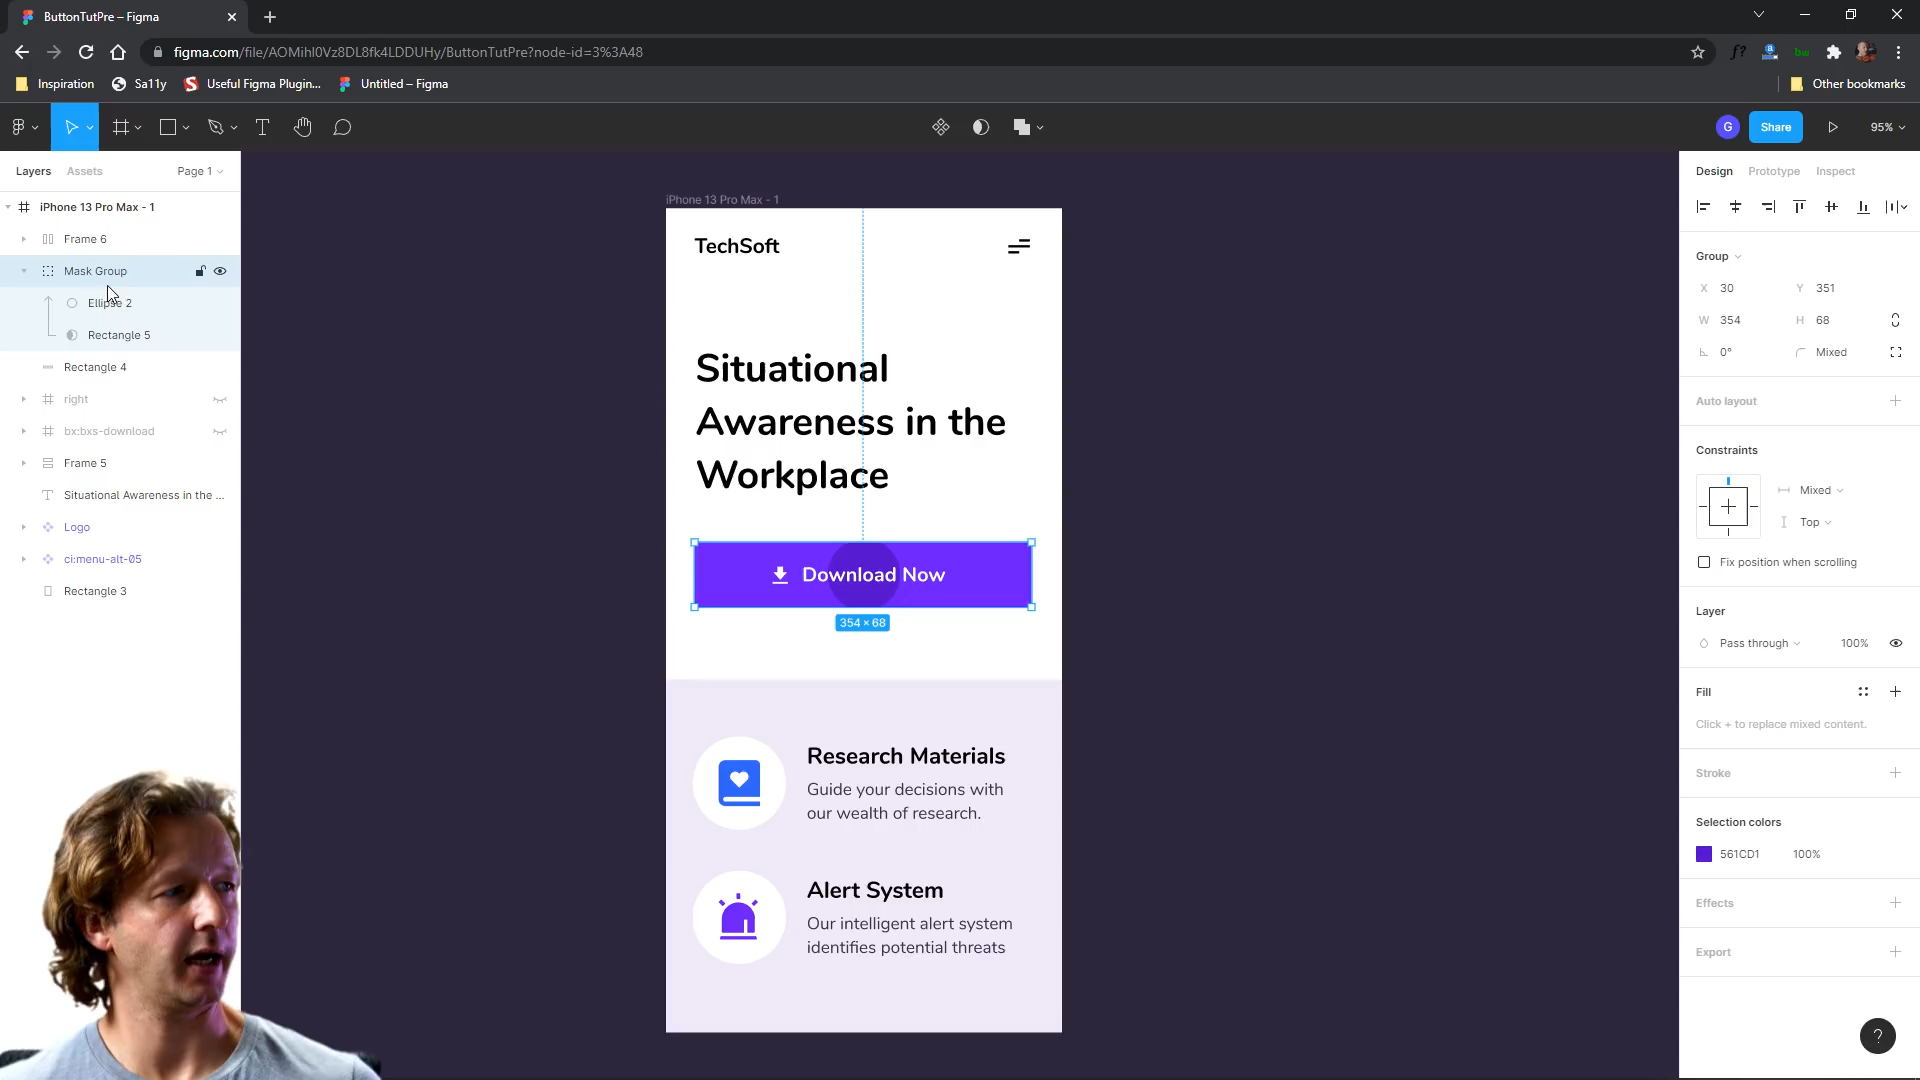 ButtonTutPre – Figma
figma.com/file/AOMihl0Vz8DL8fk4LDDUHy/ButtonTutPre?node-id=3%3A48
f?
a
bw
Inspiration
Sa11y
Useful Figma Plugin...
Untitled – Figma
Other bookmarks
G
Share
95%
Layers
Assets
Page 1
iPhone 13 Pro Max - 1
Frame 6
Mask Group
Ellipse 2
Rectangle 5
Rectangle 4
right
bx:bxs-download
Frame 5
Situational Awareness in the ...
Logo
ci:menu-alt-05
Rectangle 3
iPhone 13 Pro Max - 1
TechSoft
Situational
Awareness in the
Workplace
Download Now
354 × 68
Research Materials
Guide your decisions with
our wealth of research.
Alert System
Our intelligent alert system
identifies potential threats
Design
Prototype
Inspect
Group
X 30 Y 351
W 354 H 68
0° Mixed
Auto layout
Constraints
Mixed
Top
Fix position when scrolling
Layer
Pass through 100%
Fill
Click + to replace mixed content.
Stroke
Selection colors
561CD1 100%
Effects
Export
?